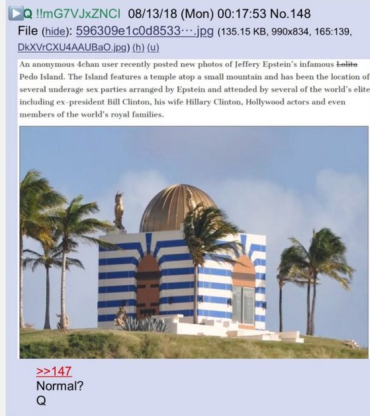 Q !!mG7VJxZNCI 08/13/18 (Mon) 00:17:53 No.148
File (hide): 596309e1c0d8533⋯.jpg (135.15 KB, 990x834, 165:139,
DkXVrCXU4AAUBaO.jpg) (h) (u)
An anonymous 4chan user recently posted new photos of Jeffery Epstein's infamous Lolita
Pedo Island. The Island features a temple atop a small mountain and has been the location of
several underage sex parties arranged by Epstein and attended by several of the world's elite
including ex-president Bill Clinton, his wife Hillary Clinton, Hollywood actors and even
members of the world's royal families.
>>147
Normal?
Q